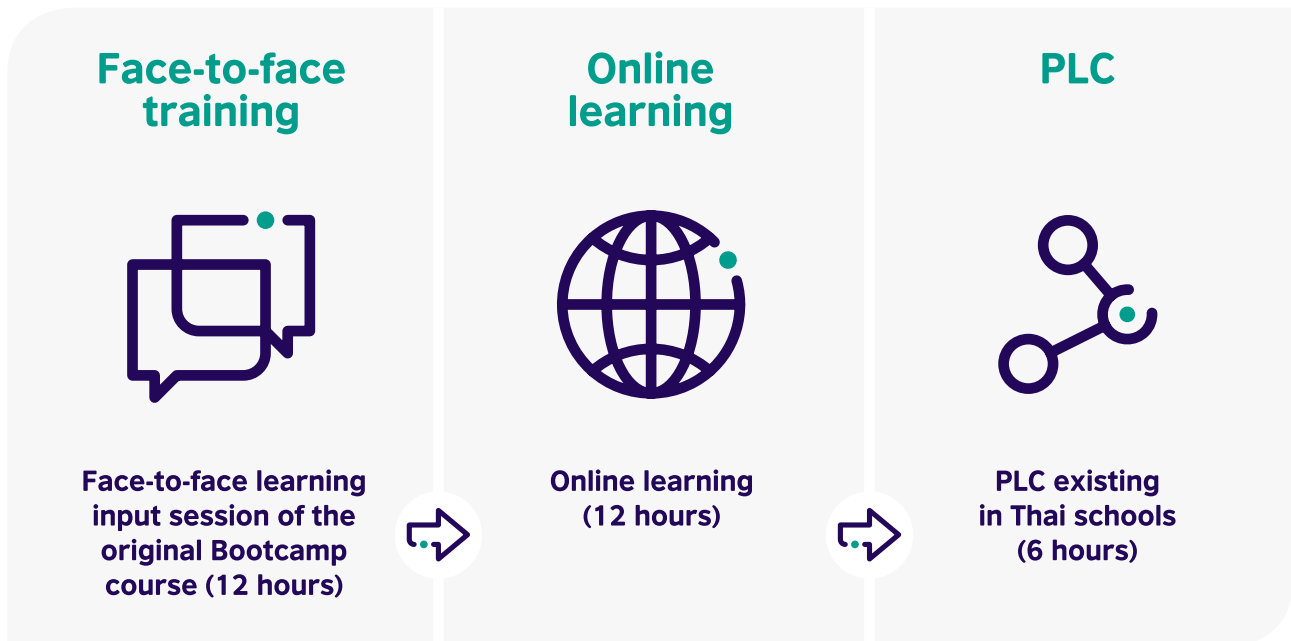 Face-to-face
training
Online
learning
PLC
Face-to-face learning
input session of the
original Bootcamp
course (12 hours)
Online learning
(12 hours)
PLC existing
in Thai schools
(6 hours)